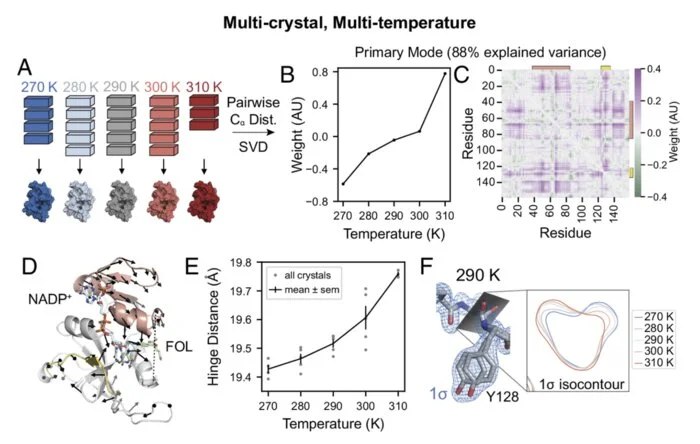 Multi-crystal, Multi-temperature
A
270 K 280 K 290 K 300 K 310 K
Pairwise
Cα Dist.
SVD
Primary Mode (88% explained variance)
B
Weight (AU)
0.8
0.4
0.0
−0.4
−0.8
270 280 290 300 310
Temperature (K)
C
Residue
0
20
40
60
80
100
120
140
0 20 40 60 80 100 120 140
Residue
0.4
0.2
0.0
−0.2
−0.4
Weight (AU)
D
NADP⁺
FOL
E
Hinge Distance (Å)
19.8
19.7
19.6
19.5
19.4
all crystals
mean ± sem
270 280 290 300 310
Temperature (K)
F
290 K
1σ
Y128
1σ isocontour
270 K
280 K
290 K
300 K
310 K